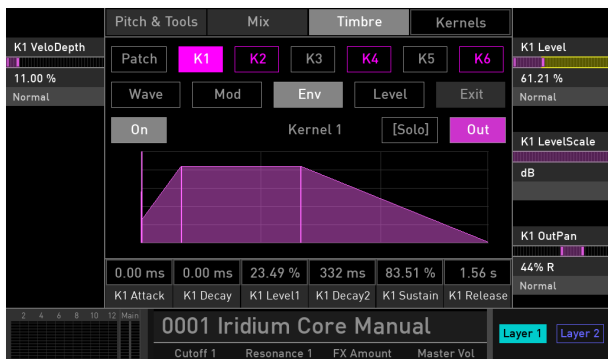 Pitch & Tools Mix Timbre Kernels
K1 VeloDepth
11.00 %
Normal
Patch K1 K2 K3 K4 K5 K6
Wave Mod Env Level Exit
On Kernel 1 [Solo] Out
K1 Level
61.21 %
Normal
K1 LevelScale
dB
K1 OutPan
44% R
Normal
0.00 ms 0.00 ms 23.49 % 332 ms 83.51 % 1.56 s
K1 Attack K1 Decay K1 Level1 K1 Decay2 K1 Sustain K1 Release
2 4 6 8 10 12 Main
0001 Iridium Core Manual
Cutoff 1 Resonance 1 FX Amount Master Vol
Layer 1 Layer 2